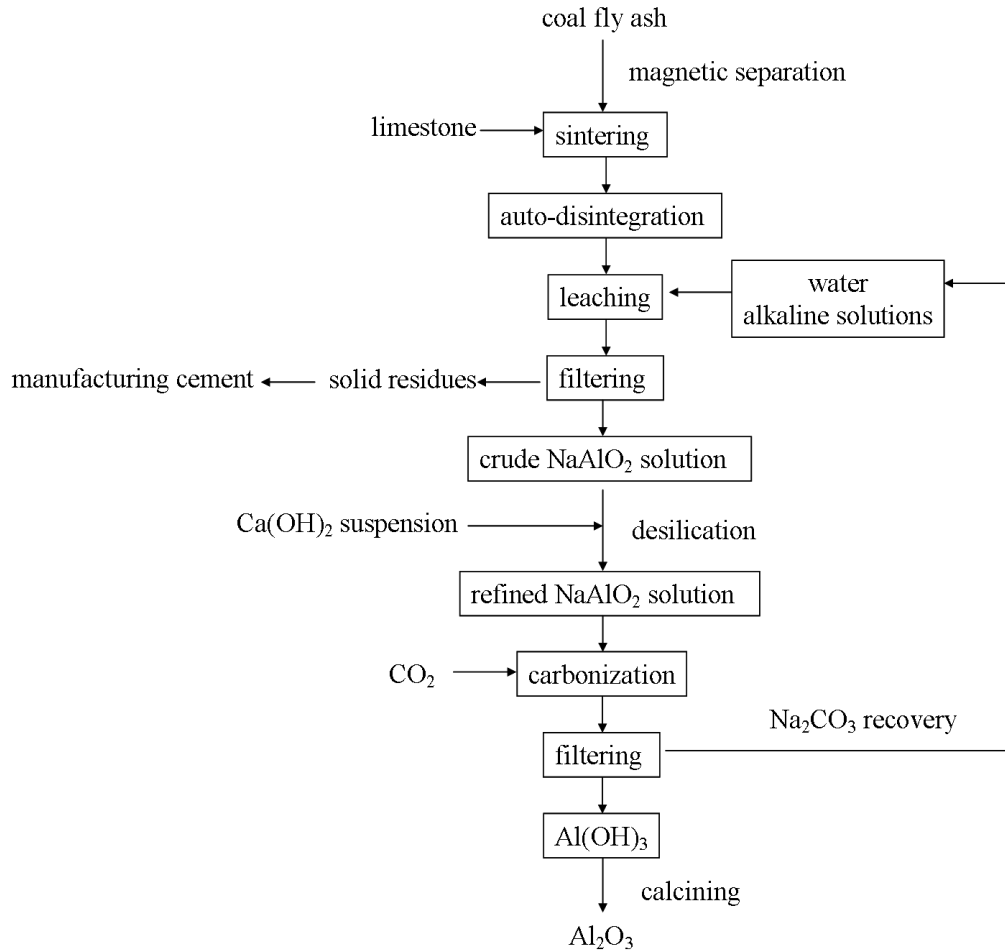 coal fly ash
magnetic separation
limestone
sintering
auto-disintegration
leaching
water
alkaline solutions
manufacturing cement
solid residues
filtering
crude NaAlO₂ solution
Ca(OH)₂ suspension
desilication
refined NaAlO₂ solution
CO₂
carbonization
Na₂CO₃ recovery
filtering
Al(OH)₃
calcining
Al₂O₃